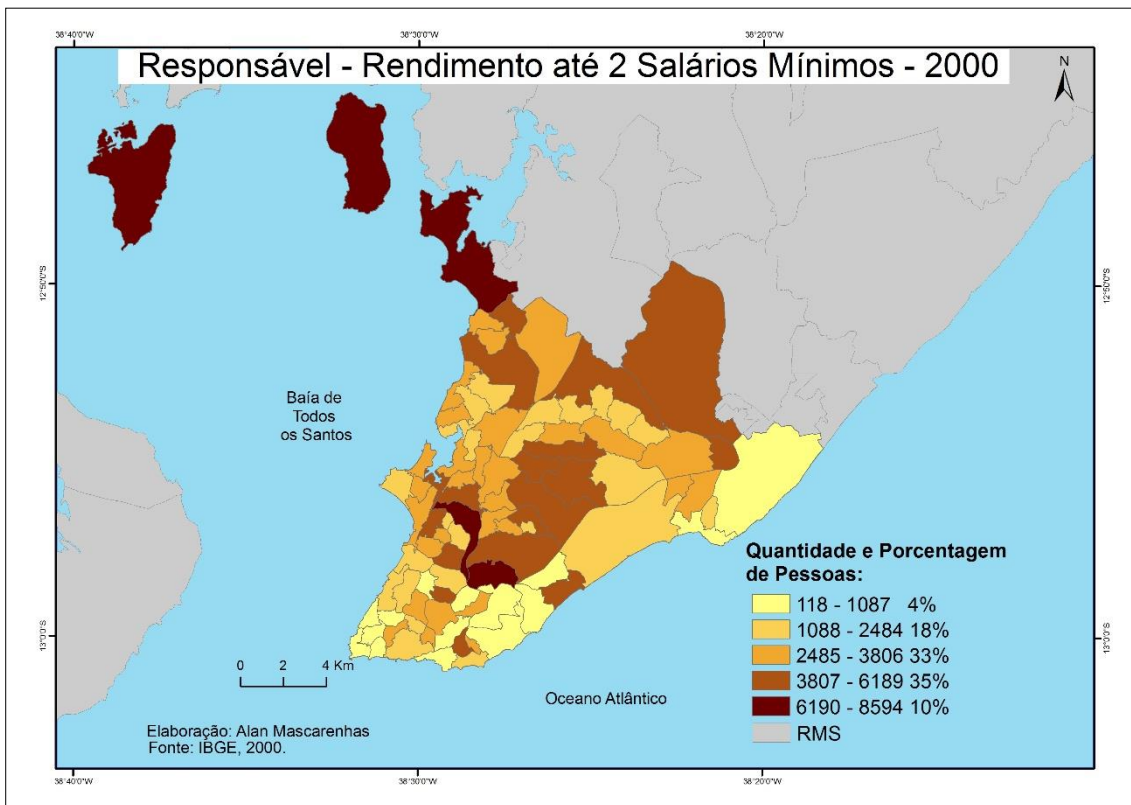 38°40'0"W 38°30'0"W 38°20'0"W
Responsável - Rendimento até 2 Salários Mínimos - 2000
N
12°50'0"S 12°50'0"S
Baía de
Todos
os Santos
Quantidade e Porcentagem
de Pessoas:
118 - 1087 4%
1088 - 2484 18%
2485 - 3806 33%
3807 - 6189 35%
6190 - 8594 10%
RMS
13°0'0"S 13°0'0"S
0 2 4 Km
Oceano Atlântico
Elaboração: Alan Mascarenhas
Fonte: IBGE, 2000.
38°40'0"W 38°30'0"W 38°20'0"W